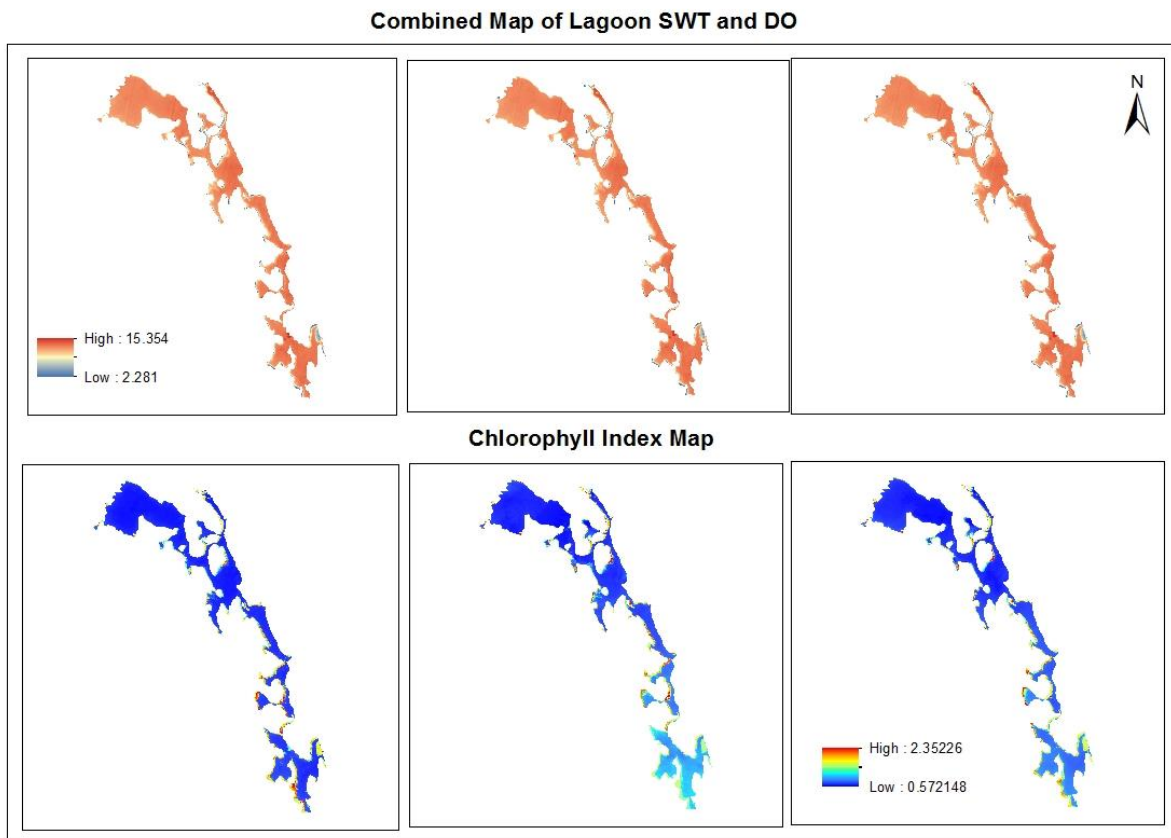 Combined Map of Lagoon SWT and DO
N
High : 15.354
Low : 2.281
Chlorophyll Index Map
High : 2.35226
Low : 0.572148